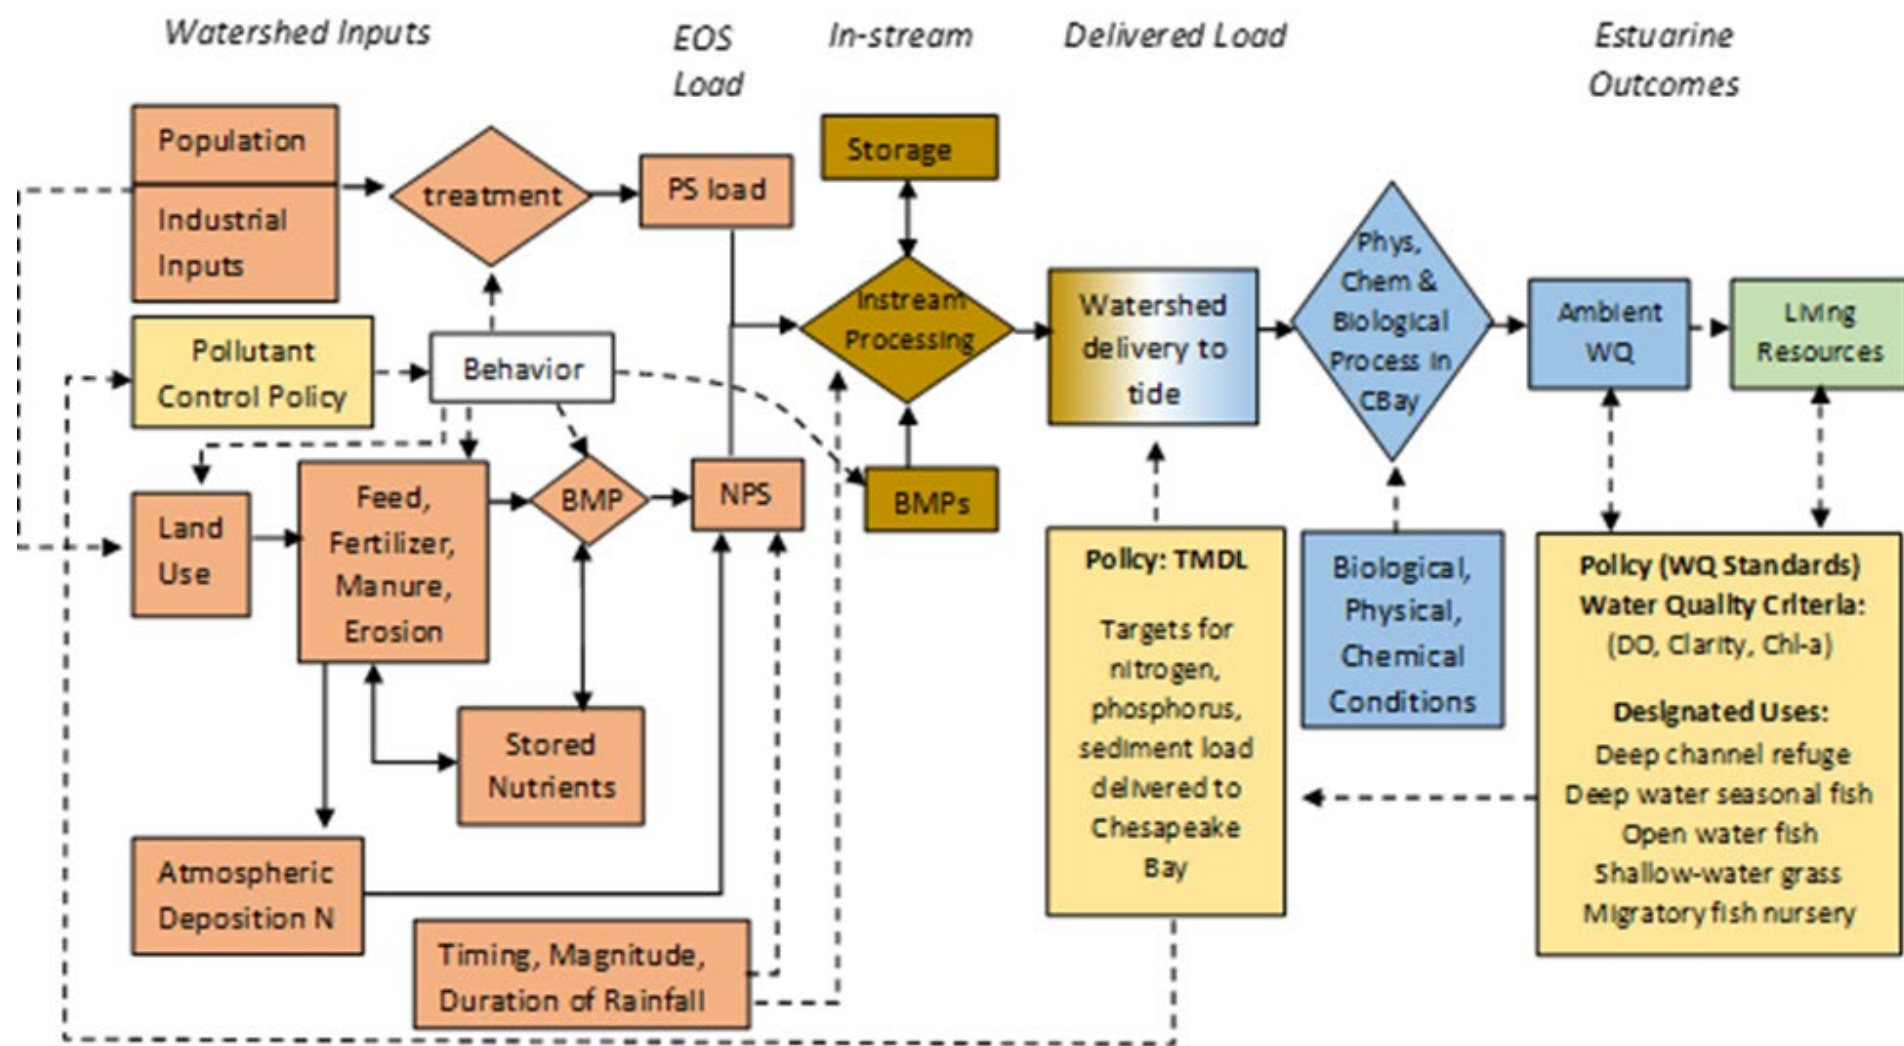 Watershed Inputs
EOS
Load
In-stream
Delivered Load
Estuarine
Outcomes
Population
Industrial
Inputs
treatment
PS load
Storage
Instream
Processing
Watershed
delivery to
tide
Phys,
Chem &
Biological
Process in
CBay
Ambient
WQ
Living
Resources
Pollutant
Control Policy
Behavior
Land
Use
Feed,
Fertilizer,
Manure,
Erosion
BMP
NPS
BMPs
Stored
Nutrients
Atmospheric
Deposition N
Timing, Magnitude,
Duration of Rainfall
Policy: TMDL
Targets for
nitrogen,
phosphorus,
sediment load
delivered to
Chesapeake
Bay
Biological,
Physical,
Chemical
Conditions
Policy (WQ Standards)
Water Quality Criteria:
(DO, Clarity, Chl-a)
Designated Uses:
Deep channel refuge
Deep water seasonal fish
Open water fish
Shallow-water grass
Migratory fish nursery